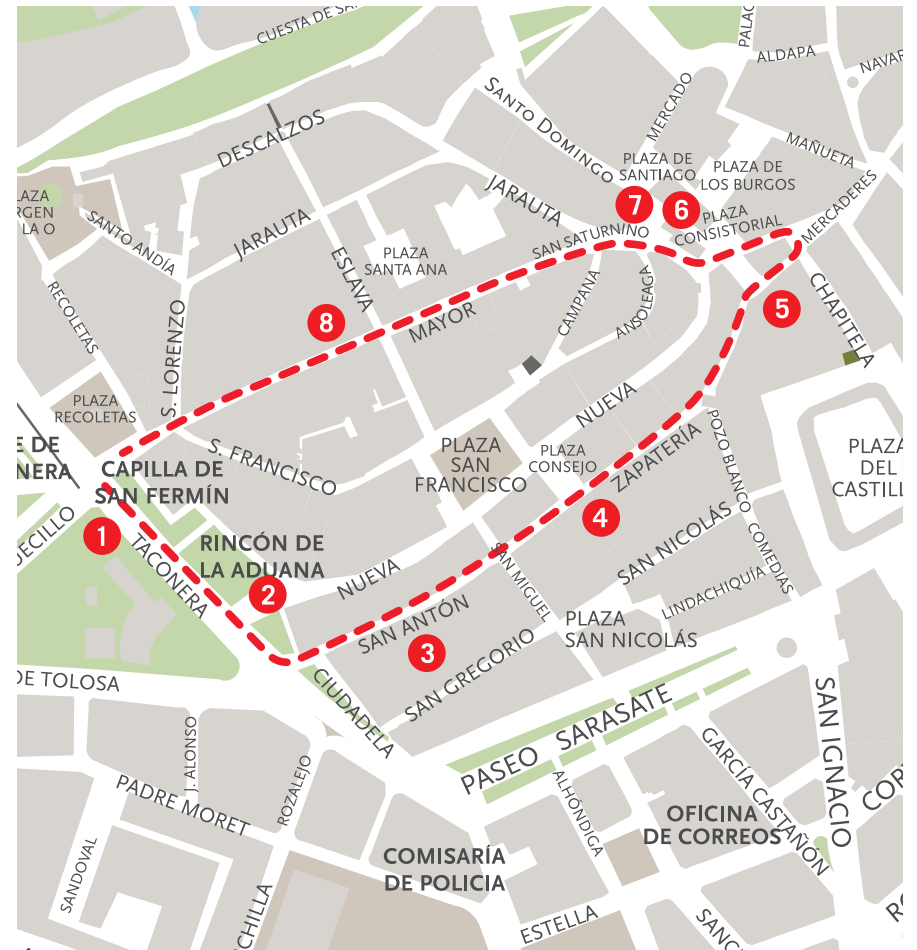 CUESTA DE SA
PALAC
ALDAPA
NAVAR
SANTO DOMINGO
MERCADO
DESCALZOS
MAÑUETA
PLAZA DE
SANTIAGO
PLAZA DE
LOS BURGOS
JARAUTA
7
6
PLAZA
CONSISTORIAL
MERCADERES
LAZA
RGEN
LA O
SANTO ANDÍA
JARAUTA
ESLAVA
PLAZA
SANTA ANA
SAN SATURNINO
RECOLETAS
S. LORENZO
8
MAYOR
CAMPANA
ANSOLEAGA
5
CHAPITELA
PLAZA
RECOLETAS
S. FRANCISCO
NUEVA
PLAZA
SAN
FRANCISCO
PLAZA
CONSEJO
ZAPATERÍA
POZO BLANCO
COMEDIAS
PLAZA
DEL
CASTILL
E DE
NERA
CAPILLA DE
SAN FERMÍN
1
ECILLO
TACONERA
RINCÓN DE
LA ADUANA
2
NUEVA
4
SAN MIGUEL
SAN NICOLÁS
LINDACHIQUÍA
SAN ANTÓN
3
PLAZA
SAN NICOLÁS
SAN GREGORIO
DE TOLOSA
CIUDADELA
PASEO SARASATE
SAN IGNACIO
J. ALONSO
ROZALEJO
PADRE MORET
GARCÍA CASTAÑÓN
ALHÓNDIGA
COR
OFICINA
DE CORREOS
SANDOVAL
COMISARÍA
DE POLICIA
CHILLA
ESTELLA
SANC